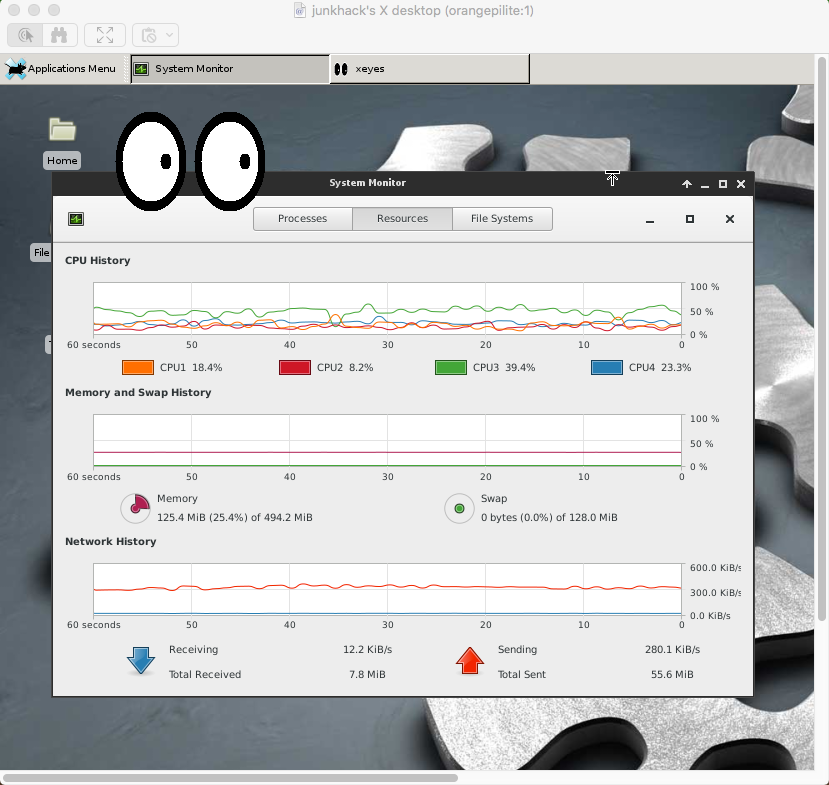 junkhack's X desktop (orangepilite:1)
Applications Menu
System Monitor
xeyes
Home
System Monitor
Processes
Resources
File Systems
File
CPU History
100 %
50 %
0 %
60 seconds 50 40 30 20 10 0
CPU1 18.4% CPU2 8.2% CPU3 39.4% CPU4 23.3%
Memory and Swap History
100 %
50 %
0 %
60 seconds 50 40 30 20 10 0
Memory
125.4 MiB (25.4%) of 494.2 MiB
Swap
0 bytes (0.0%) of 128.0 MiB
Network History
600.0 KiB/s
300.0 KiB/s
0.0 KiB/s
60 seconds 50 40 30 20 10 0
Receiving 12.2 KiB/s
Total Received 7.8 MiB
Sending 280.1 KiB/s
Total Sent 55.6 MiB